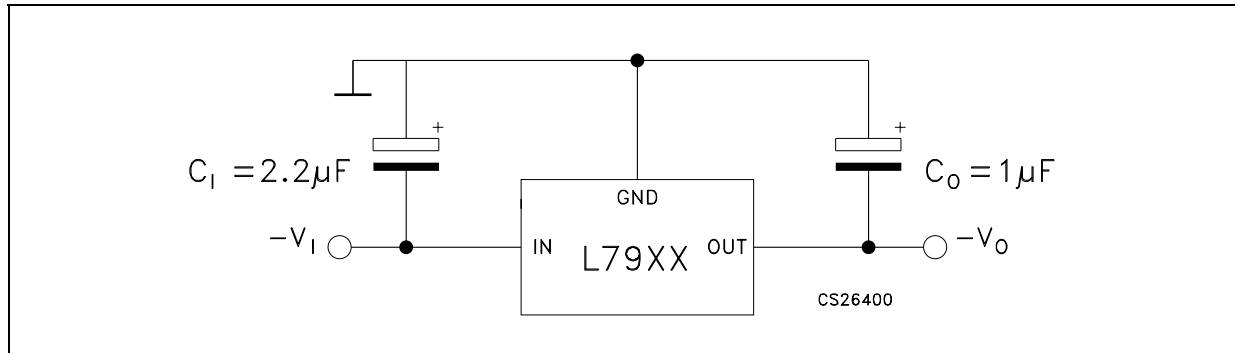 +
+
C_I = 2.2µF
C_O = 1µF
GND
-V_I
IN
L79XX
OUT
-V_O
CS26400